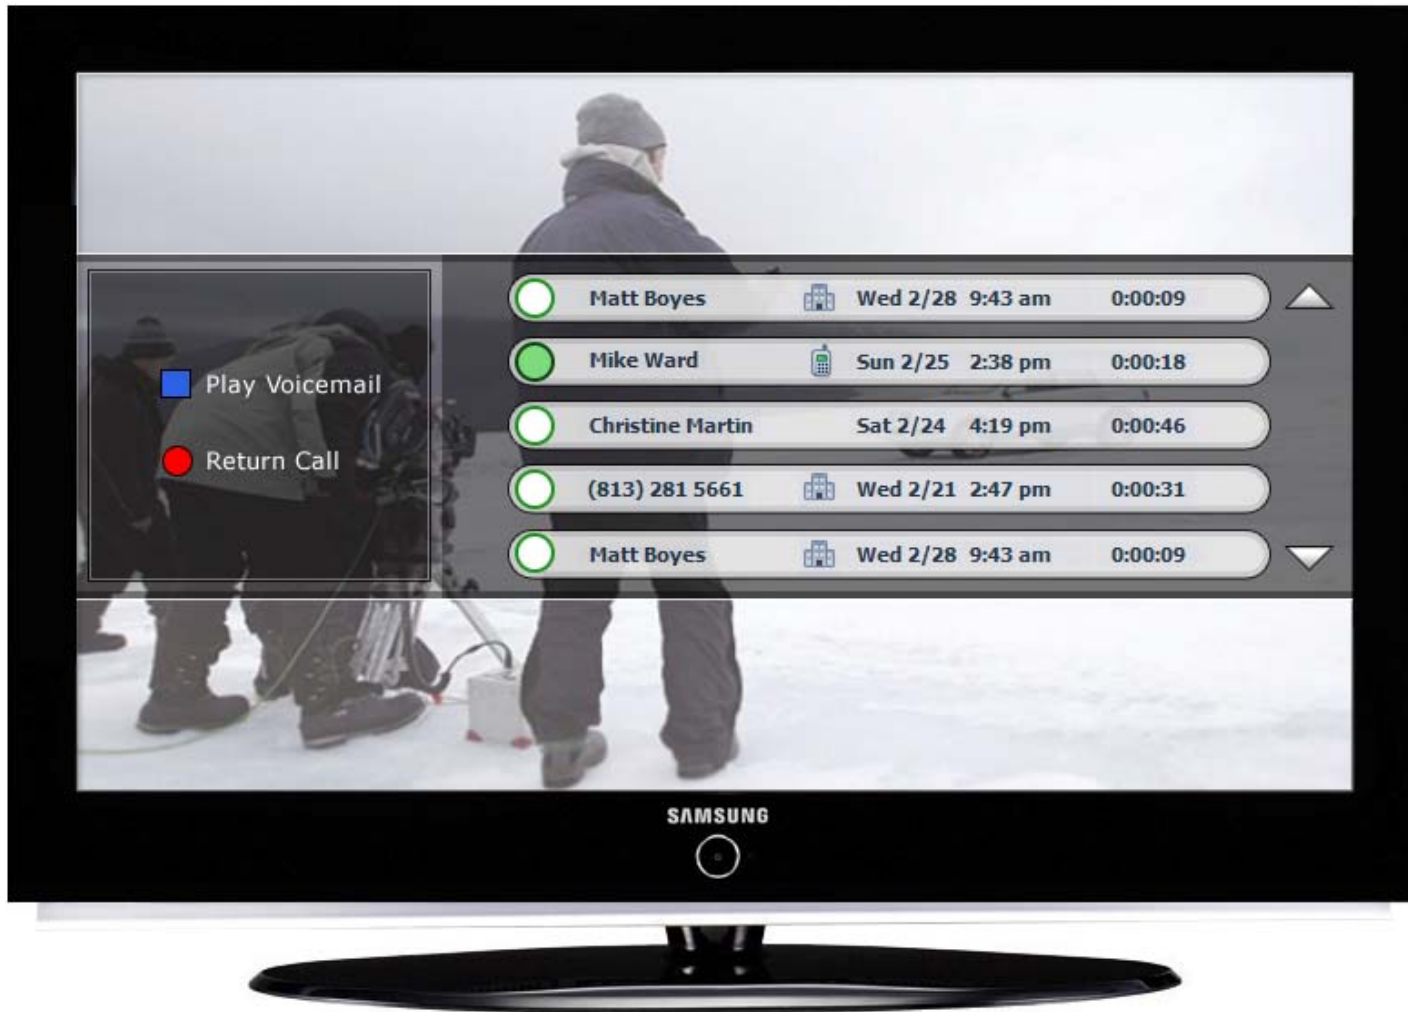 Play Voicemail
Return Call
Matt Boyes Wed 2/28 9:43 am 0:00:09
Mike Ward Sun 2/25 2:38 pm 0:00:18
Christine Martin Sat 2/24 4:19 pm 0:00:46
(813) 281 5661 Wed 2/21 2:47 pm 0:00:31
Matt Boyes Wed 2/28 9:43 am 0:00:09
SAMSUNG